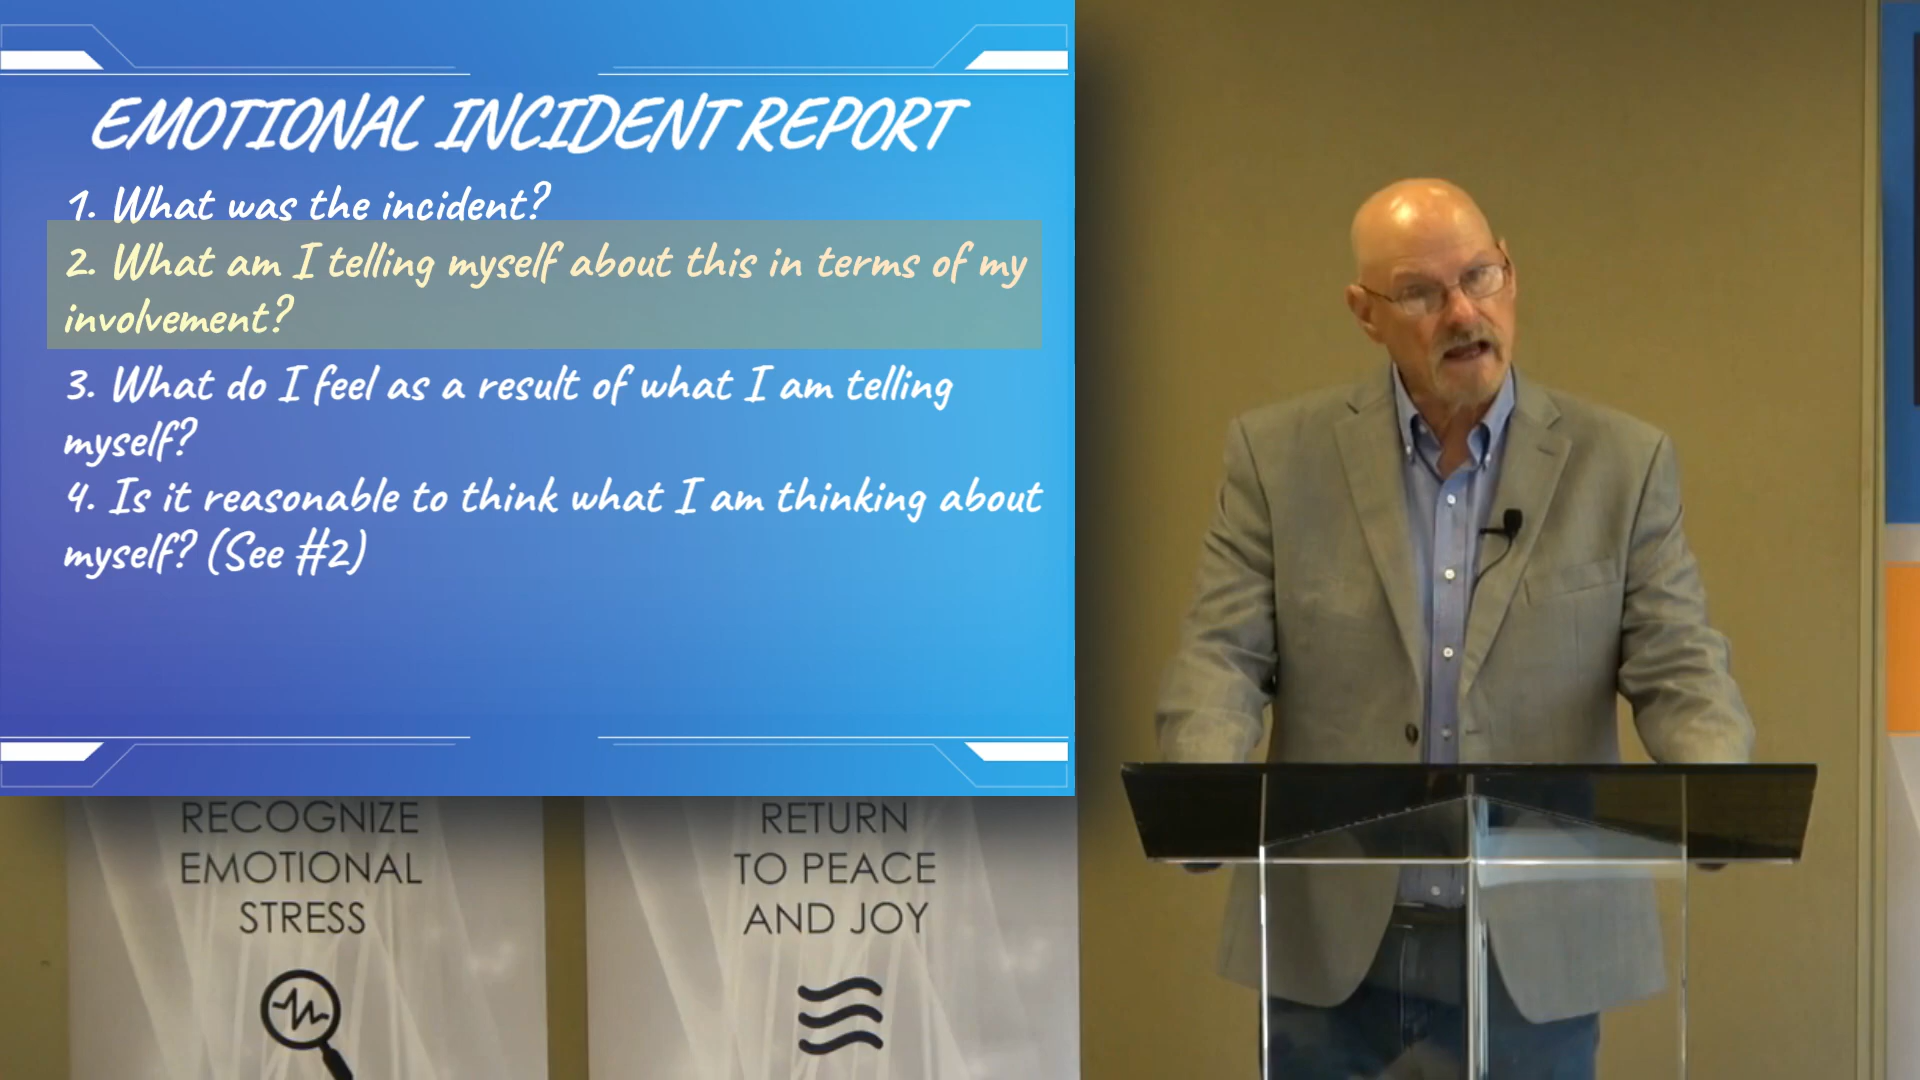 EMOTIONAL INCIDENT REPORT
1. What was the incident?
2. What am I telling myself about this in terms of my
involvement?
3. What do I feel as a result of what I am telling
myself?
4. Is it reasonable to think what I am thinking about
myself? (See #2)
RECOGNIZE
EMOTIONAL
STRESS
RETURN
TO PEACE
AND JOY